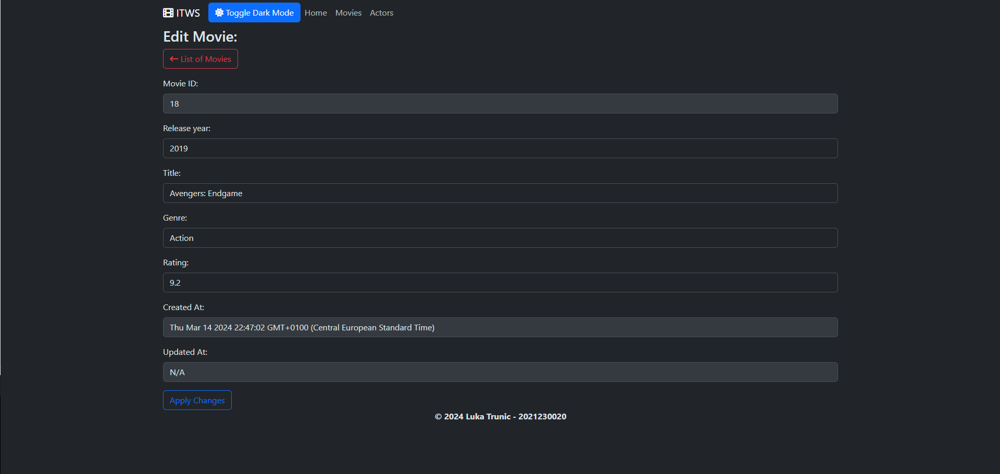 ITWS Toggle Dark Mode Home Movies Actors
Edit Movie:
← List of Movies
Movie ID:
18
Release year:
2019
Title:
Avengers: Endgame
Genre:
Action
Rating:
9.2
Created At:
Thu Mar 14 2024 22:47:02 GMT+0100 (Central European Standard Time)
Updated At:
N/A
Apply Changes
© 2024 Luka Trunic - 2021230020